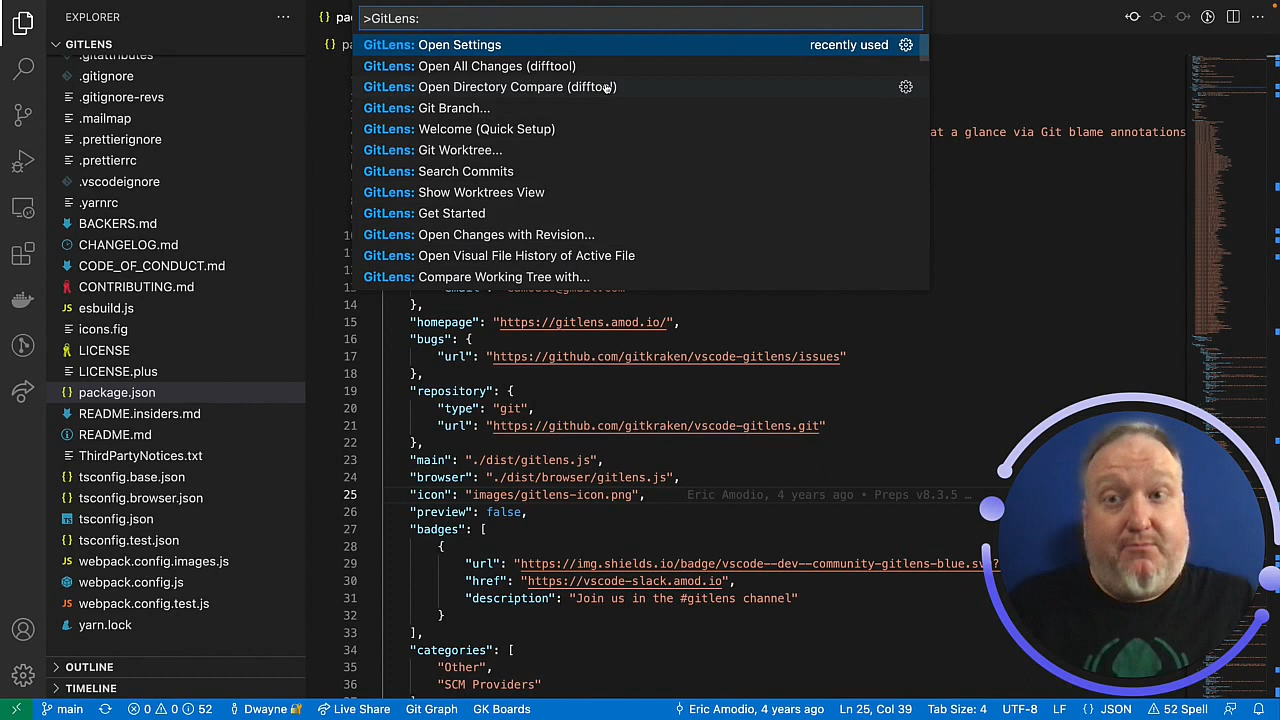 EXPLORER
GITLENS
.gitattributes
.gitignore
.gitignore-revs
.mailmap
.prettierignore
.prettierrc
.vscodeignore
.yarnrc
BACKERS.md
CHANGELOG.md
CODE_OF_CONDUCT.md
CONTRIBUTING.md
esbuild.js
icons.fig
LICENSE
LICENSE.plus
package.json
README.insiders.md
README.md
ThirdPartyNotices.txt
tsconfig.base.json
tsconfig.browser.json
tsconfig.json
tsconfig.test.json
webpack.config.images.js
webpack.config.js
webpack.config.test.js
yarn.lock
OUTLINE
TIMELINE
>GitLens:
GitLens: Open Settings recently used
GitLens: Open All Changes (difftool)
GitLens: Open Directory Compare (difftool)
GitLens: Git Branch...
GitLens: Welcome (Quick Setup)
GitLens: Git Worktree...
GitLens: Search Commits
GitLens: Show Worktrees View
GitLens: Get Started
GitLens: Open Changes with Revision...
GitLens: Open Visual File History of Active File
GitLens: Compare Working Tree with...
at a glance via Git blame annotations
14 },
15 "homepage": "https://gitlens.amod.io/",
16 "bugs": {
17 "url": "https://github.com/gitkraken/vscode-gitlens/issues"
18 },
19 "repository": {
20 "type": "git",
21 "url": "https://github.com/gitkraken/vscode-gitlens.git"
22 },
23 "main": "./dist/gitlens.js",
24 "browser": "./dist/browser/gitlens.js",
25 "icon": "images/gitlens-icon.png", Eric Amodio, 4 years ago • Preps v8.3.5 …
26 "preview": false,
27 "badges": [
28 {
29 "url": "https://img.shields.io/badge/vscode--dev--community-gitlens-blue.svg?
30 "href": "https://vscode-slack.amod.io",
31 "description": "Join us in the #gitlens channel"
32 }
33 ],
34 "categories": [
35 "Other",
36 "SCM Providers"
main 0 0 52 Dwayne Live Share Git Graph GK Eric Amodio, 4 years ago Ln 25, Col 39 Tab Size: 4 UTF-8 LF {} JSON 52 Spell